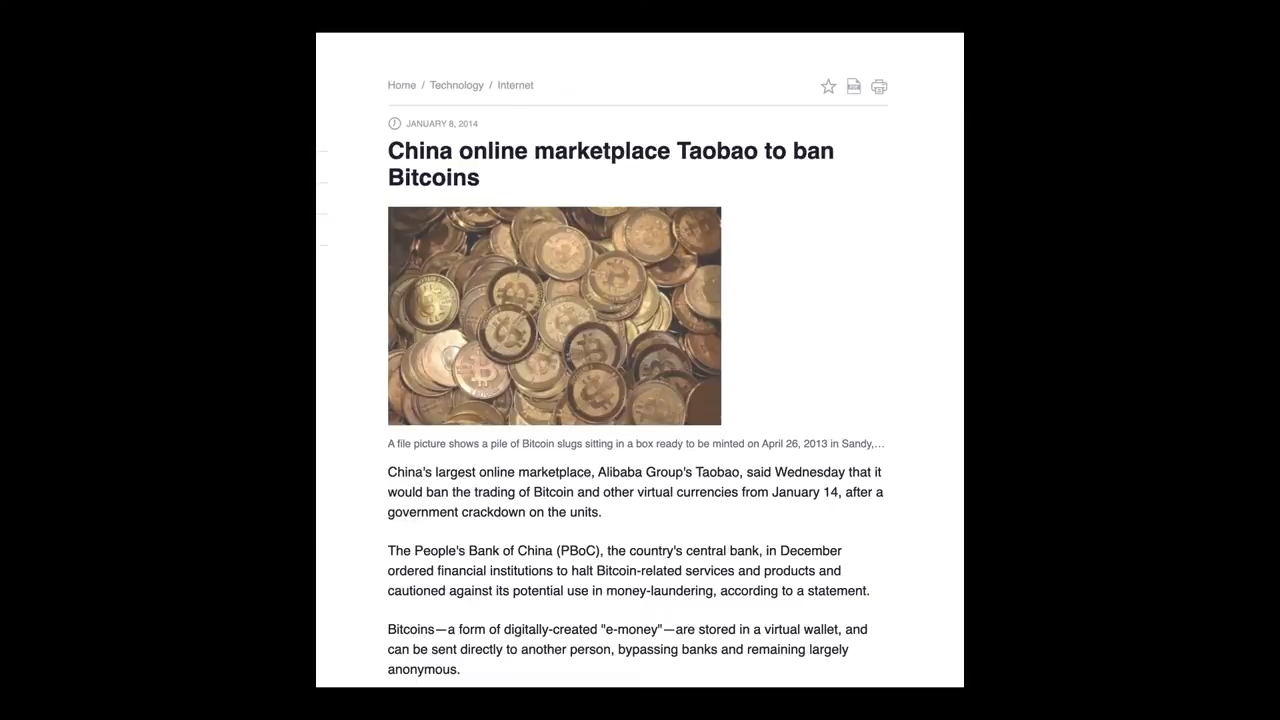 Home / Technology / Internet
JANUARY 8, 2014
China online marketplace Taobao to ban
Bitcoins
A file picture shows a pile of Bitcoin slugs sitting in a box ready to be minted on April 26, 2013 in Sandy,...
China's largest online marketplace, Alibaba Group's Taobao, said Wednesday that it
would ban the trading of Bitcoin and other virtual currencies from January 14, after a
government crackdown on the units.
The People's Bank of China (PBoC), the country's central bank, in December
ordered financial institutions to halt Bitcoin-related services and products and
cautioned against its potential use in money-laundering, according to a statement.
Bitcoins—a form of digitally-created "e-money"—are stored in a virtual wallet, and
can be sent directly to another person, bypassing banks and remaining largely
anonymous.